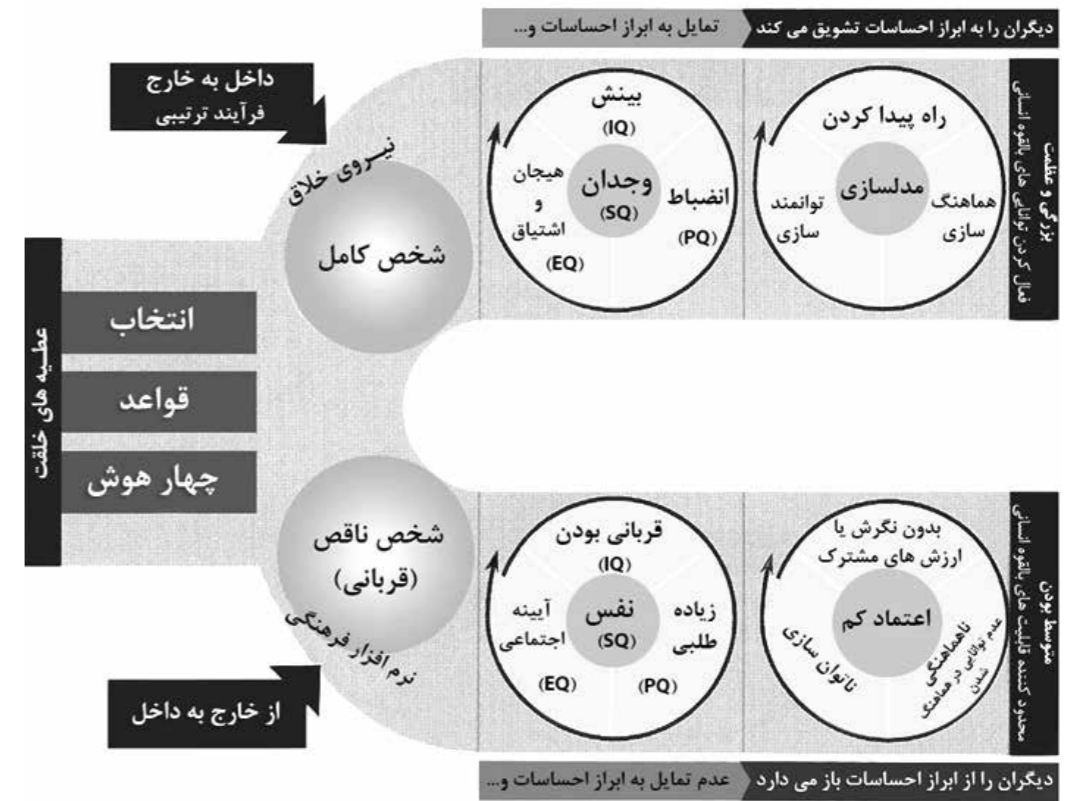 دیگران را به ابراز احساسات تشویق می کند
تمایل به ابراز احساسات و...
داخل به خارج
فرآیند ترتیبی
نیروی خلاق
شخص کامل
بینش
(IQ)
هیجان
و
اشتیاق
(EQ)
وجدان
(SQ)
انضباط
(PQ)
راه پیدا کردن
مدلسازی
توانمند
سازی
هماهنگ
سازی
بزرگی و عظمت
فعال کردن توانایی های بالقوه انسانی
عطیه های خلقت
انتخاب
قواعد
چهار هوش
شخص ناقص
(قربانی)
نرم افزار فرهنگی
از خارج به داخل
قربانی بودن
(IQ)
آیینه
اجتماعی
(EQ)
نفس
(SQ)
زیاده
طلبی
(PQ)
بدون نگرش یا
ارزش های مشترک
اعتماد کم
ناتوان سازی
ناهماهنگی
عدم توانایی در هماهنگ
شدن
متوسط بودن
محدود کننده قابلیت های بالقوه انسانی
دیگران را از ابراز احساسات باز می دارد
عدم تمایل به ابراز احساسات و...